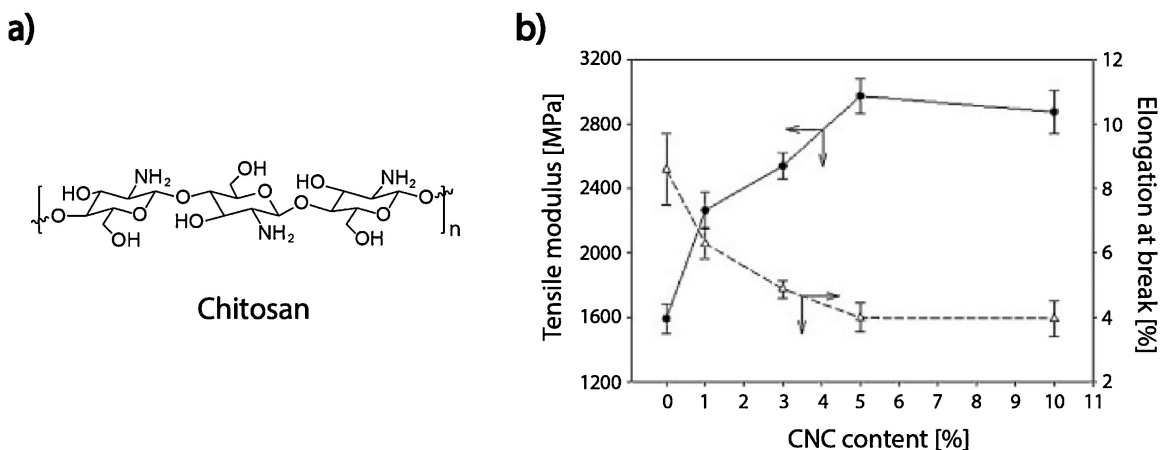 a)
HO
NH₂
O
O
OH
O
HO
OH
O
NH₂
O
O
HO
NH₂
O
OH
O
n
Chitosan
b)
Tensile modulus [MPa]
3200
2800
2400
2000
1600
1200
12
10
8
6
4
2
Elongation at break [%]
0 1 2 3 4 5 6 7 8 9 10 11
CNC content [%]